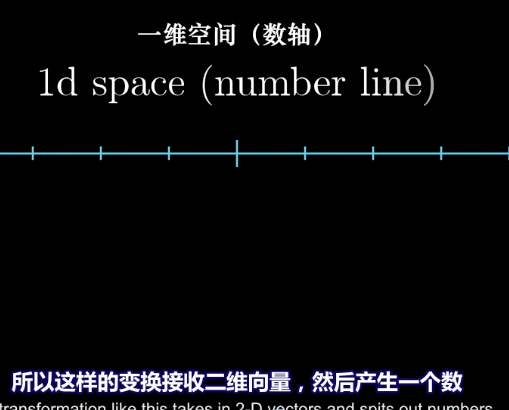 一维空间（数轴）
1d space (number line)
所以这样的变换接收二维向量，然后产生一个数
transformation like this takes in 2-D vectors and spits out numbers